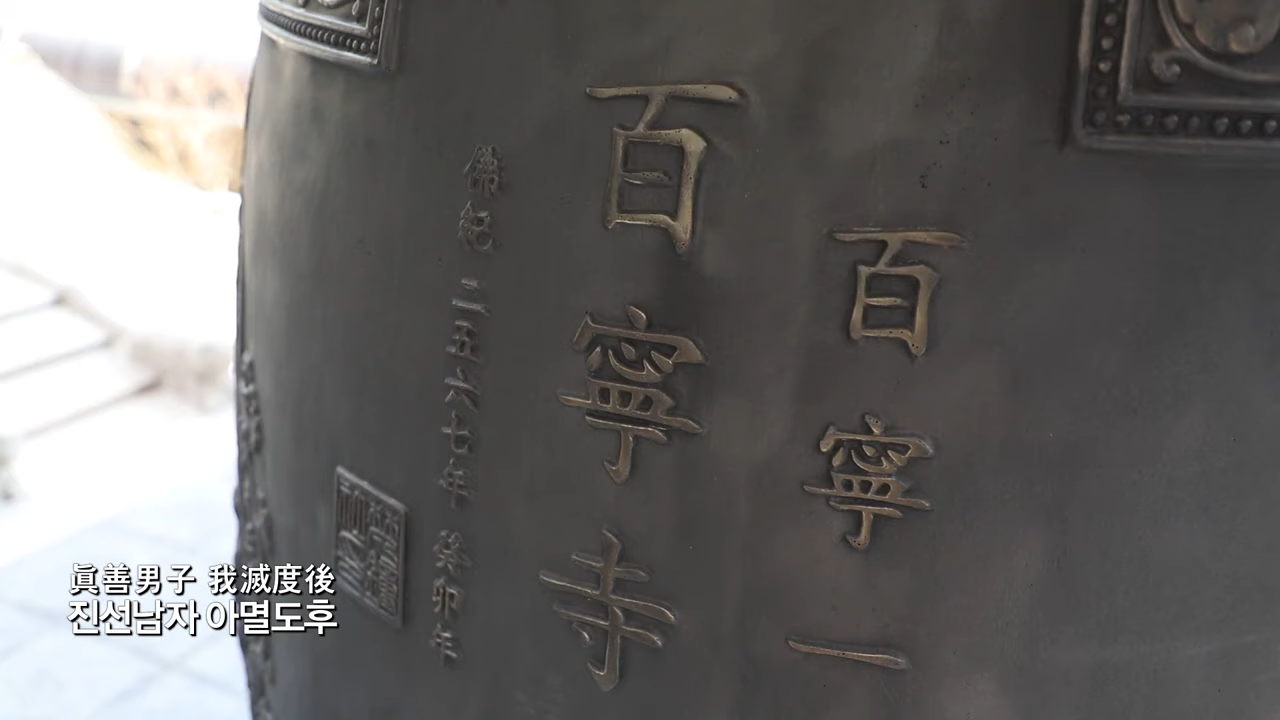 百寧一
百寧寺
佛紀 二五六七年 癸卯年
眞善男子 我滅度後
진선남자 아멸도후